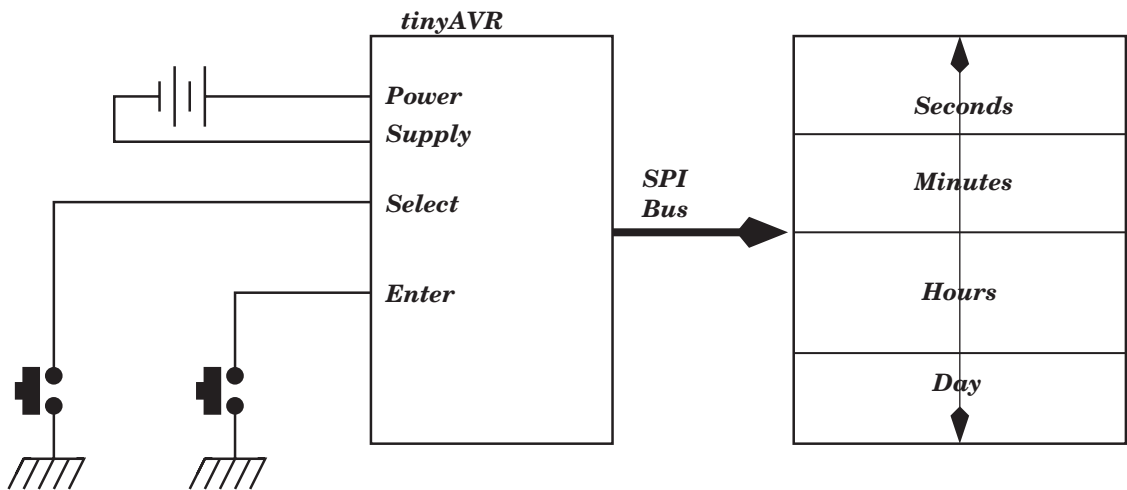 tinyAVR
Power
Supply
Select
Enter
SPI
Bus
Seconds
Minutes
Hours
Day